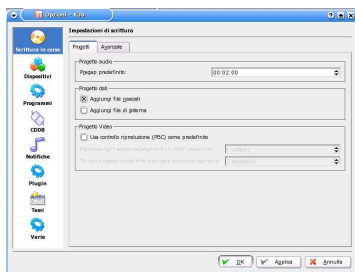 Opzioni - K3b
Scrittura in corso
Dispositivi
Programmi
CDDB
Notifiche
Plugin
Temi
Varie
Impostazioni di scrittura
Progetti
Avanzate
Progetto audio
Pregap predefinito:
00:02:00
Progetto dati
Aggiungi file nascosti
Aggiungi file di sistema
Progetto Video
Usa controllo riproduzione (PBC) come predefinito
OK
Applica
Annulla